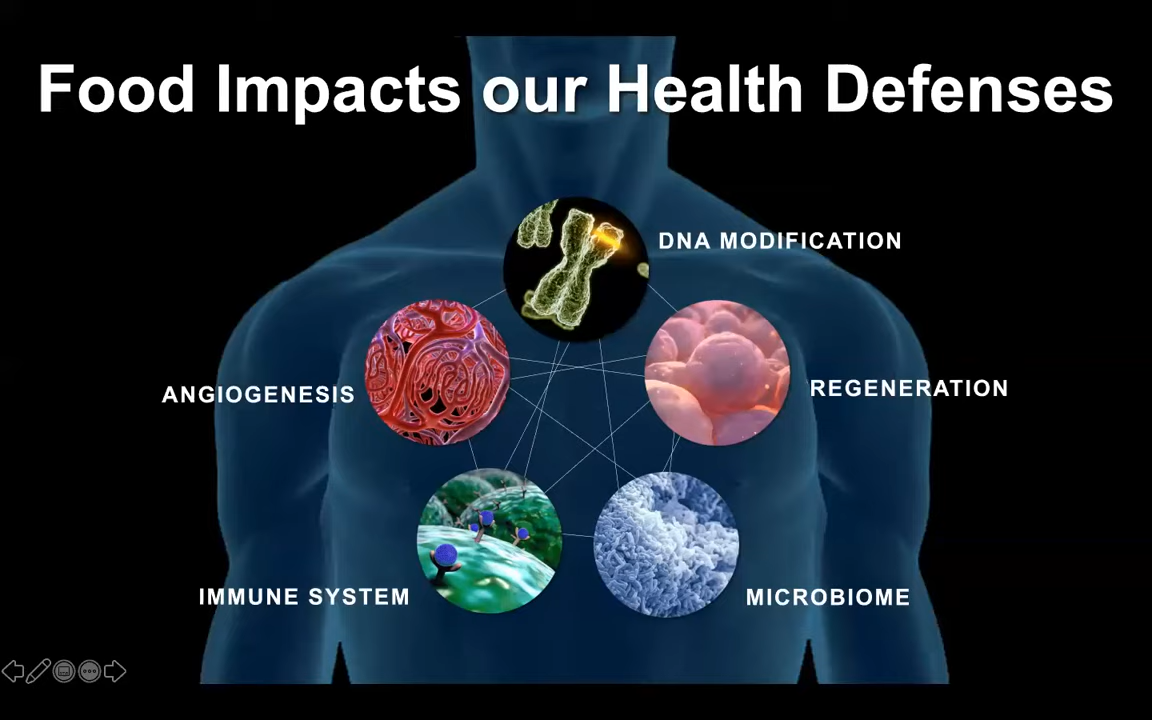 Food Impacts our Health Defenses
DNA MODIFICATION
ANGIOGENESIS
REGENERATION
IMMUNE SYSTEM
MICROBIOME